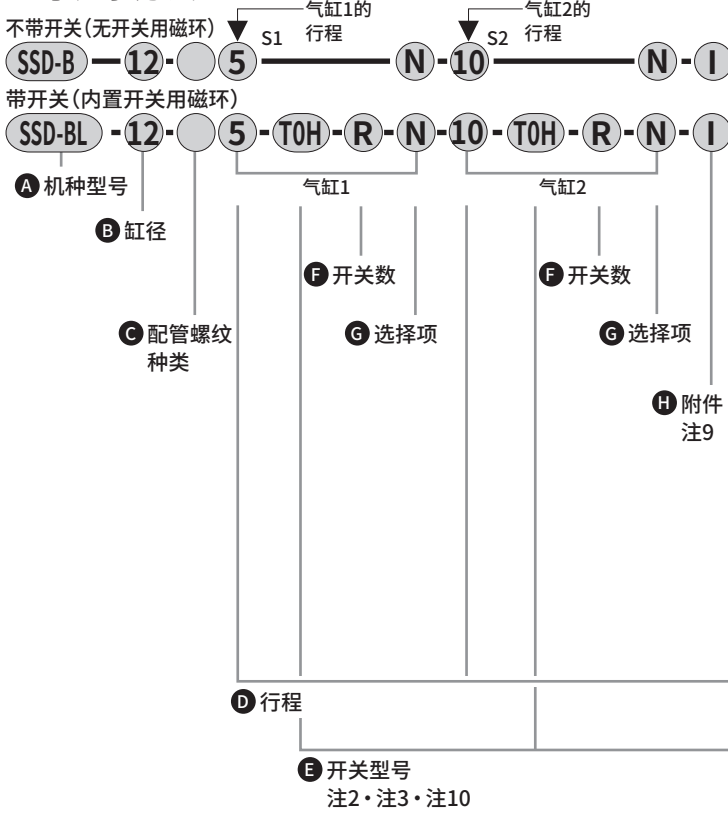 气缸1的
行程
气缸2的
行程
不带开关(无开关用磁环)
S1
S2
SSD-B - 12 - 5 N - 10 N - I
带开关(内置开关用磁环)
SSD-BL - 12 - 5 - T0H - R - N - 10 - T0H - R - N - I
气缸1
气缸2
A 机种型号
B 缸径
F 开关数
F 开关数
C 配管螺纹
种类
G 选择项
G 选择项
H 附件
注9
D 行程
E 开关型号
注2・注3・注10